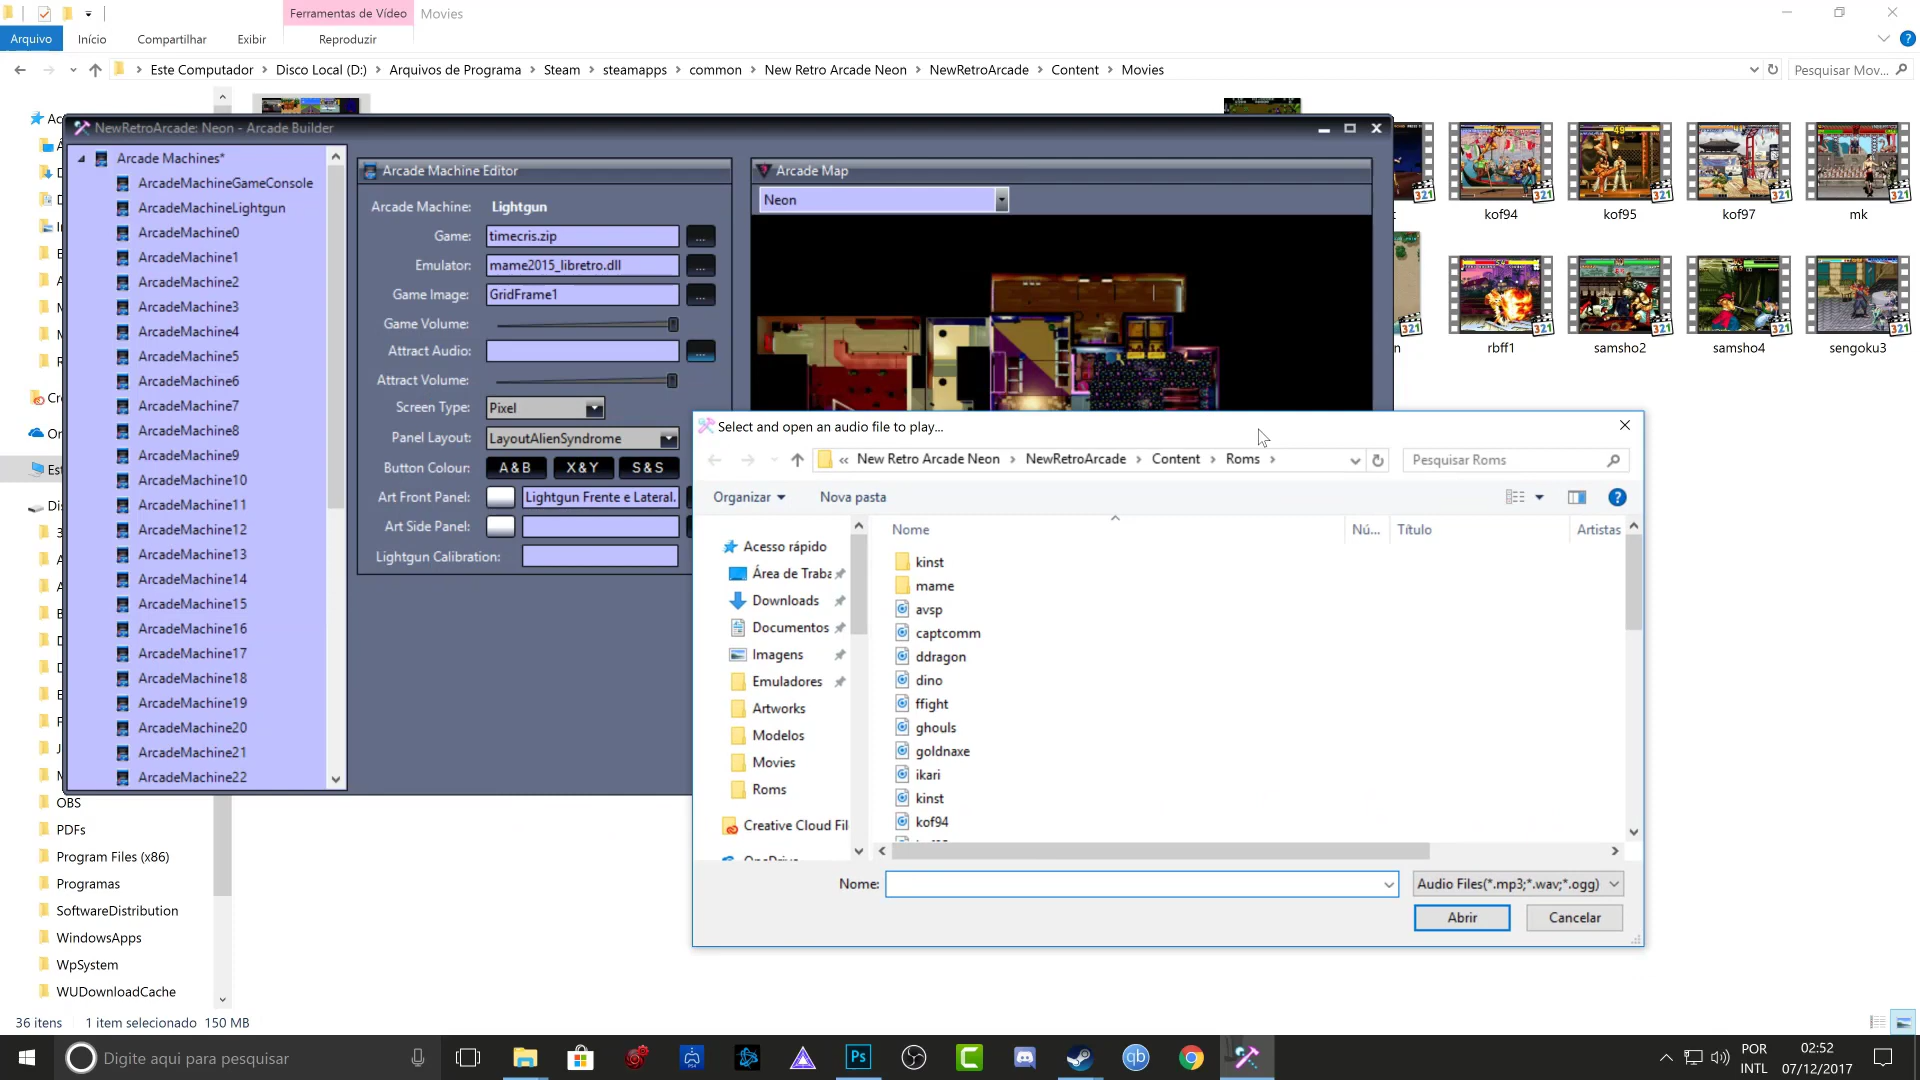 Ferramentas de Vídeo
Movies
Arquivo
Início
Compartilhar
Exibir
Reproduzir
Este Computador
Disco Local (D:)
Arquivos de Programa
Steam
steamapps
common
New Retro Arcade Neon
NewRetroArcade
Content
Movies
Pesquisar Mov...
NewRetroArcade: Neon - Arcade Builder
Arcade Machines*
ArcadeMachineGameConsole
ArcadeMachineLightgun
ArcadeMachine0
ArcadeMachine1
ArcadeMachine2
ArcadeMachine3
ArcadeMachine4
ArcadeMachine5
ArcadeMachine6
ArcadeMachine7
ArcadeMachine8
ArcadeMachine9
ArcadeMachine10
ArcadeMachine11
ArcadeMachine12
ArcadeMachine13
ArcadeMachine14
ArcadeMachine15
ArcadeMachine16
ArcadeMachine17
ArcadeMachine18
ArcadeMachine19
ArcadeMachine20
ArcadeMachine21
ArcadeMachine22
Arcade Machine Editor
Arcade Machine: Lightgun
Game: timecris.zip ...
Emulator: mame2015_libretro.dll ...
Game Image: GridFrame1 ...
Game Volume:
Attract Audio: ...
Attract Volume:
Screen Type: Pixel
Panel Layout: LayoutAlienSyndrome
Button Colour: A & B X & Y S & S
Art Front Panel: Lightgun Frente e Lateral.
Art Side Panel:
Lightgun Calibration:
Arcade Map
Neon
kof94
kof95
kof97
mk
rbff1
samsho2
samsho4
sengoku3
Select and open an audio file to play...
« New Retro Arcade Neon
NewRetroArcade
Content
Roms
Pesquisar Roms
Organizar
Nova pasta
Acesso rápido
Área de Traba
Downloads
Documentos
Imagens
Emuladores
Artworks
Modelos
Movies
Roms
Creative Cloud Fil
OneDrive
Nome
Nú...
Título
Artistas
kinst
mame
avsp
captcomm
ddragon
dino
ffight
ghouls
goldnaxe
ikari
kinst
kof94
Nome:
Audio Files(*.mp3;*.wav;*.ogg)
Abrir
Cancelar
OBS
PDFs
Program Files (x86)
Programas
SoftwareDistribution
WindowsApps
WpSystem
WUDownloadCache
36 itens
1 item selecionado 150 MB
Digite aqui para pesquisar
POR
INTL
02:52
07/12/2017